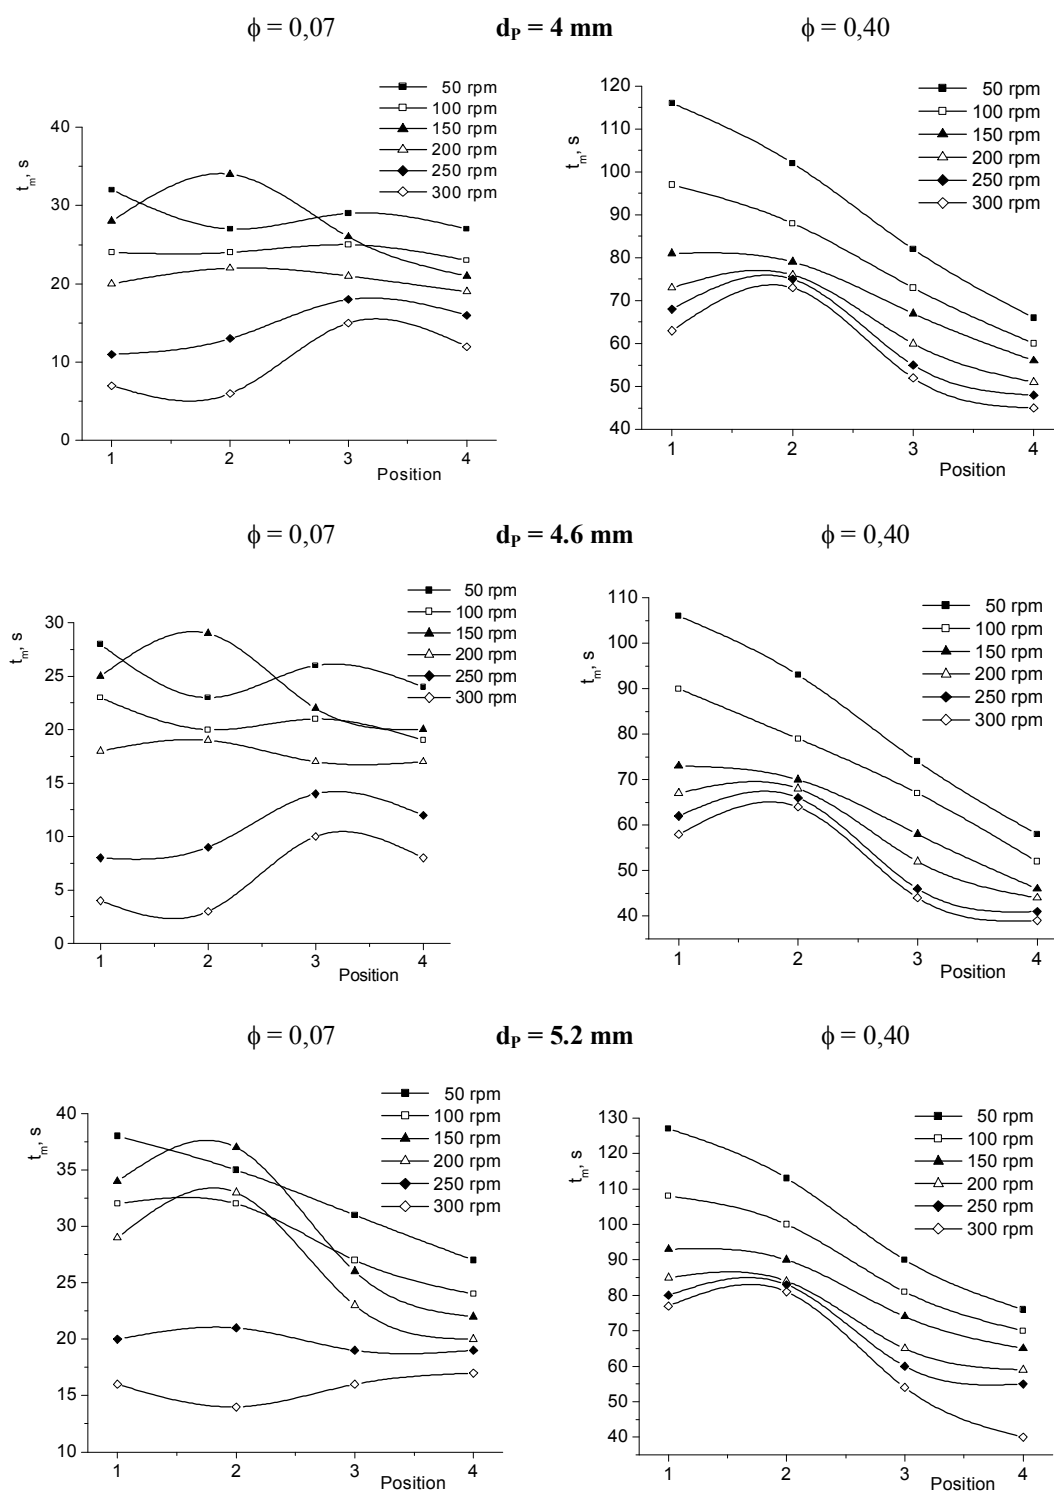 ϕ = 0,07 dP = 4 mm ϕ = 0,40
50 rpm
100 rpm
150 rpm
200 rpm
250 rpm
300 rpm
tm, s
40
30
20
10
0
1 2 3 4
Position
50 rpm
100 rpm
150 rpm
200 rpm
250 rpm
300 rpm
tm, s
120
110
100
90
80
70
60
50
40
1 2 3 4
Position
ϕ = 0,07 dP = 4.6 mm ϕ = 0,40
50 rpm
100 rpm
150 rpm
200 rpm
250 rpm
300 rpm
tm, s
30
25
20
15
10
5
0
1 2 3 4
Position
50 rpm
100 rpm
150 rpm
200 rpm
250 rpm
300 rpm
tm, s
110
100
90
80
70
60
50
40
1 2 3 4
Position
ϕ = 0,07 dP = 5.2 mm ϕ = 0,40
50 rpm
100 rpm
150 rpm
200 rpm
250 rpm
300 rpm
tm, s
40
35
30
25
20
15
10
1 2 3 4
Position
50 rpm
100 rpm
150 rpm
200 rpm
250 rpm
300 rpm
tm, s
130
120
110
100
90
80
70
60
50
40
1 2 3 4
Position